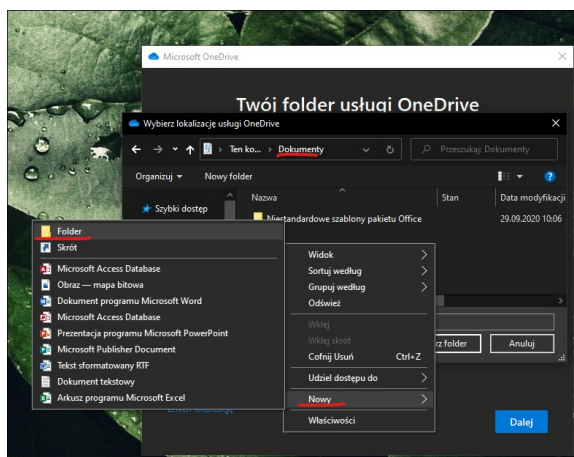 Microsoft OneDrive
Twój folder usługi OneDrive
Wybierz lokalizację usługi OneDrive
Ten ko... > Dokumenty
Przeszukaj: Dokumenty
Organizuj
Nowy folder
Nazwa
Stan
Data modyfikacji
Szybki dostęp
Niestandardowe szablony pakietu Office
29.09.2020 10:06
Folder
Skrót
Microsoft Access Database
Obraz — mapa bitowa
Dokument programu Microsoft Word
Microsoft Access Database
Prezentacja programu Microsoft PowerPoint
Microsoft Publisher Document
Tekst sformatowany RTF
Dokument tekstowy
Arkusz programu Microsoft Excel
Widok
Sortuj według
Grupuj według
Odśwież
Wklej
Wklej skrót
Cofnij Usuń Ctrl+Z
Udziel dostępu do
Nowy
Właściwości
folder
Anuluj
Zmień lokalizację
Dalej